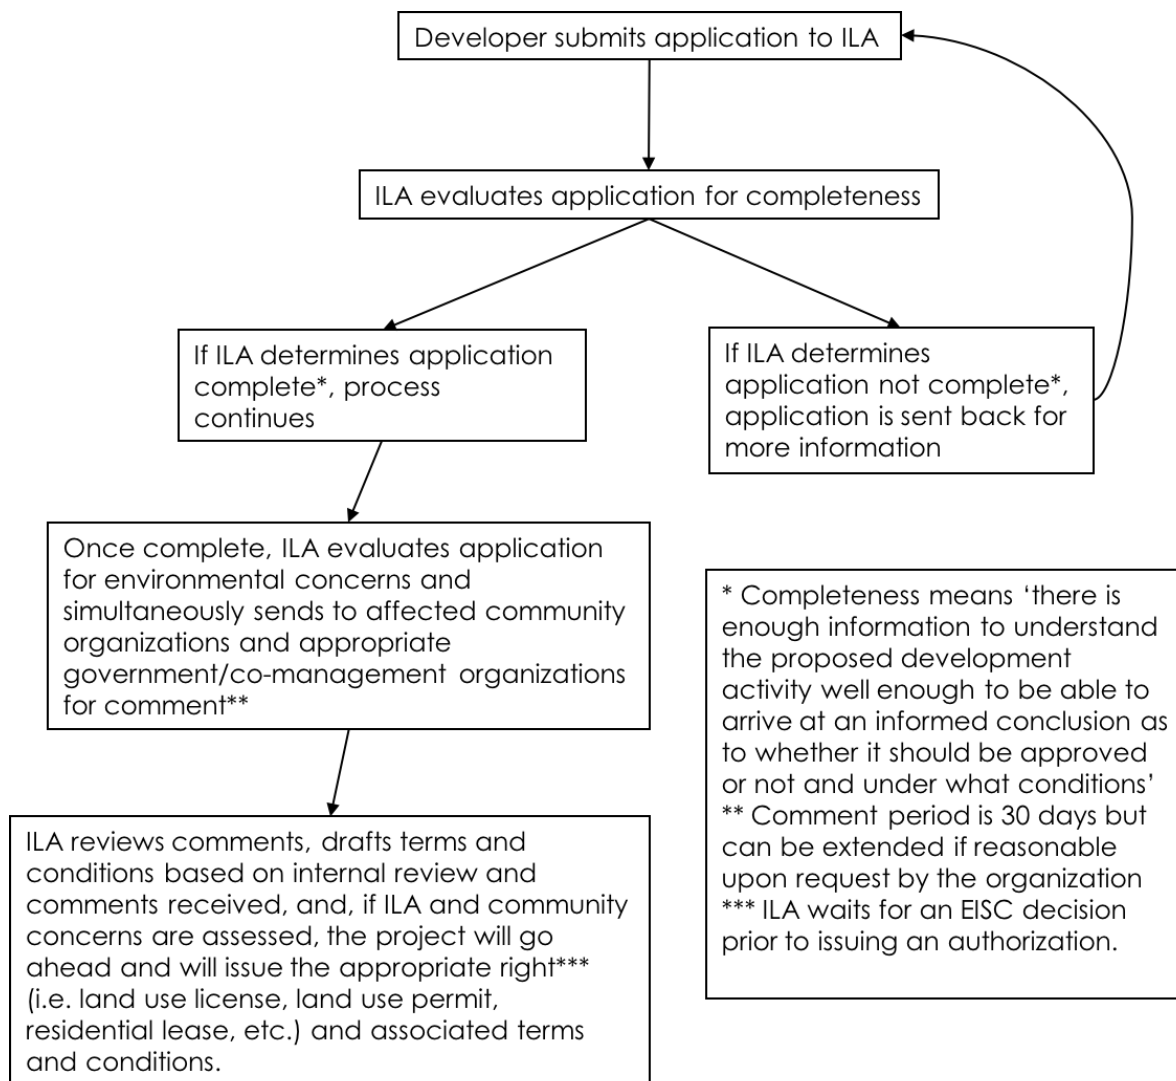 Developer submits application to ILA
ILA evaluates application for completeness
If ILA determines application
complete*, process
continues
If ILA determines
application not complete*,
application is sent back for
more information
Once complete, ILA evaluates application
for environmental concerns and
simultaneously sends to affected community
organizations and appropriate
government/co-management organizations
for comment**
* Completeness means ‘there is
enough information to understand
the proposed development
activity well enough to be able to
arrive at an informed conclusion as
to whether it should be approved
or not and under what conditions’
** Comment period is 30 days but
can be extended if reasonable
upon request by the organization
*** ILA waits for an EISC decision
prior to issuing an authorization.
ILA reviews comments, drafts terms and
conditions based on internal review and
comments received, and, if ILA and community
concerns are assessed, the project will go
ahead and will issue the appropriate right***
(i.e. land use license, land use permit,
residential lease, etc.) and associated terms
and conditions.